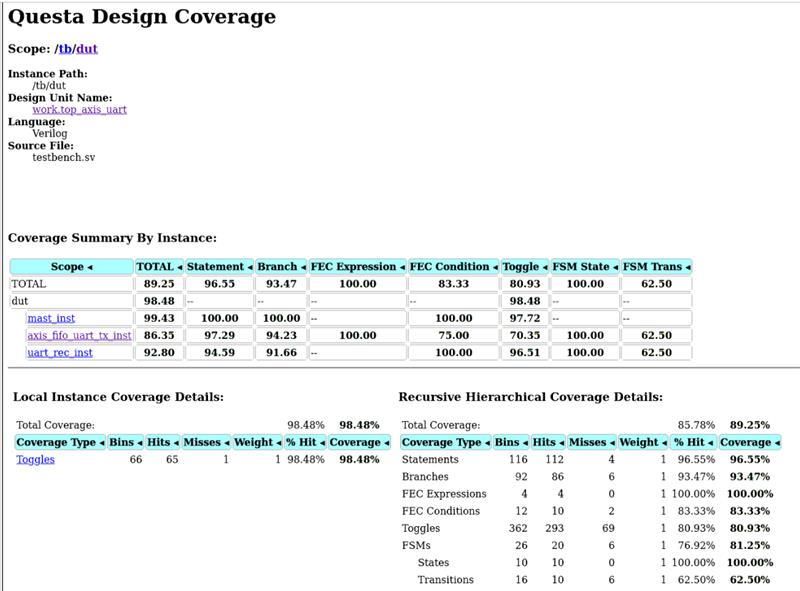 Questa Design Coverage
Scope: /tb/dut
Instance Path:
/tb/dut
Design Unit Name:
work.top_axis_uart
Language:
Verilog
Source File:
testbench.sv
Coverage Summary By Instance:
Scope ◂ TOTAL ◂ Statement ◂ Branch ◂ FEC Expression ◂ FEC Condition ◂ Toggle ◂ FSM State ◂ FSM Trans ◂
TOTAL 89.25 96.55 93.47 100.00 83.33 80.93 100.00 62.50
dut 98.48 -- -- -- -- 98.48 -- --
mast_inst 99.43 100.00 100.00 -- 100.00 97.72 -- --
axis_fifo_uart_tx_inst 86.35 97.29 94.23 100.00 75.00 70.35 100.00 62.50
uart_rec_inst 92.80 94.59 91.66 -- 100.00 96.51 100.00 62.50
Local Instance Coverage Details:
Total Coverage: 98.48% 98.48%
Coverage Type ◂ Bins ◂ Hits ◂ Misses ◂ Weight ◂ % Hit ◂ Coverage ◂
Toggles 66 65 1 1 98.48% 98.48%
Recursive Hierarchical Coverage Details:
Total Coverage: 85.78% 89.25%
Coverage Type ◂ Bins ◂ Hits ◂ Misses ◂ Weight ◂ % Hit ◂ Coverage ◂
Statements 116 112 4 1 96.55% 96.55%
Branches 92 86 6 1 93.47% 93.47%
FEC Expressions 4 4 0 1 100.00% 100.00%
FEC Conditions 12 10 2 1 83.33% 83.33%
Toggles 362 293 69 1 80.93% 80.93%
FSMs 26 20 6 1 76.92% 81.25%
States 10 10 0 1 100.00% 100.00%
Transitions 16 10 6 1 62.50% 62.50%